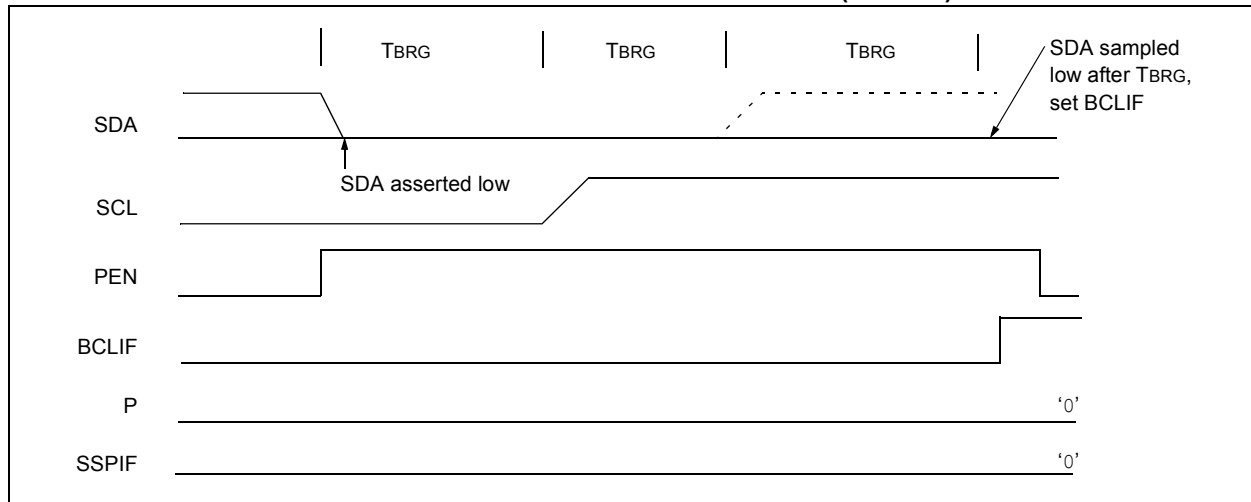 TBRG TBRG TBRG
SDA sampled
low after TBRG,
set BCLIF
SDA
SDA asserted low
SCL
PEN
BCLIF
P
‘0’
SSPIF
‘0’